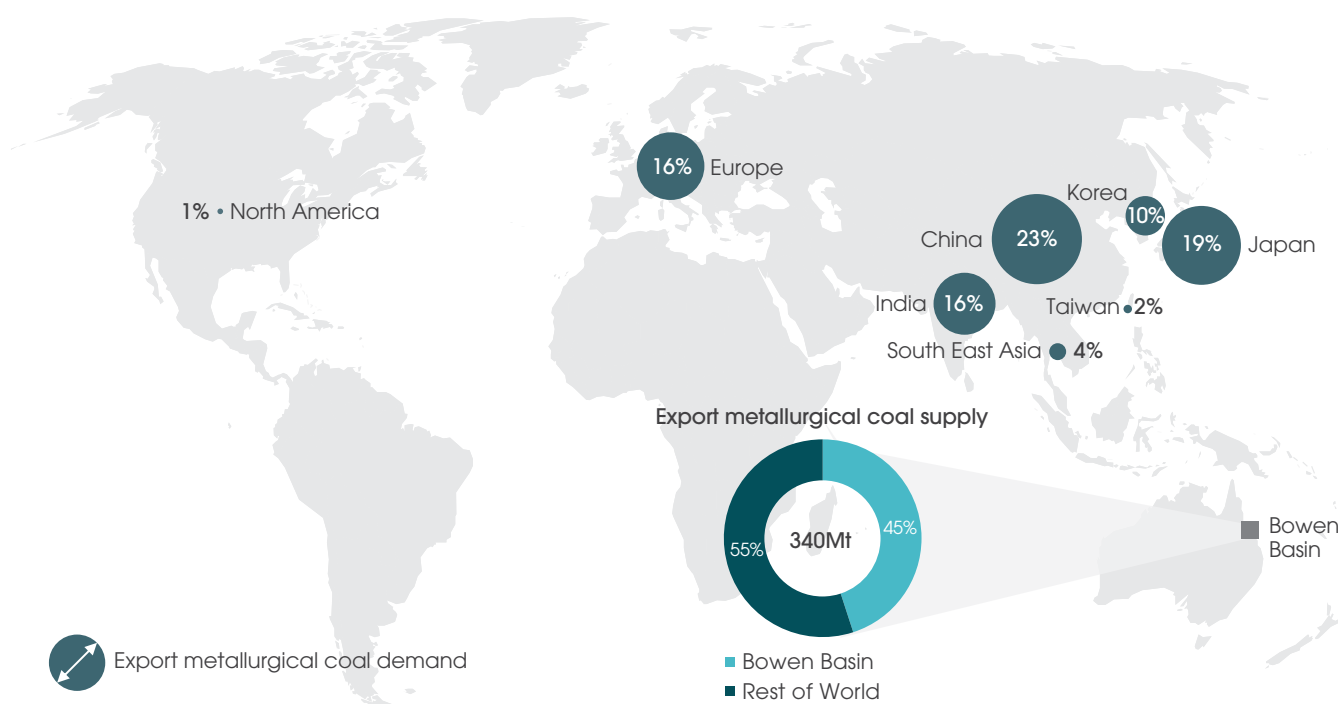 16% Europe
Korea
1% • North America
10%
China 23%
19% Japan
India 16%
Taiwan 2%
South East Asia 4%
Export metallurgical coal supply
45%
Bowen
Basin
340Mt
55%
Export metallurgical coal demand
Bowen Basin
Rest of World